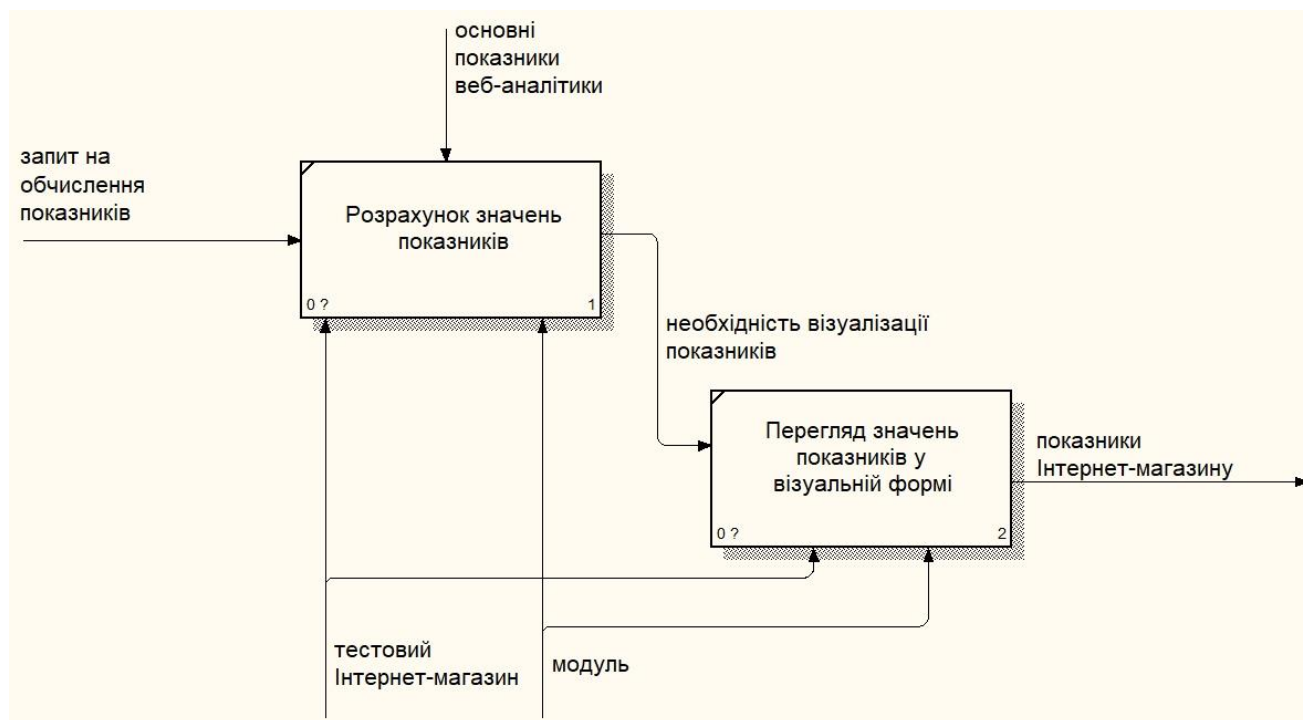 основні
показники
веб-аналітики
запит на
обчислення
показників
Розрахунок значень
показників
0 ?
1
необхідність візуалізації
показників
Перегляд значень
показників у
візуальній формі
0 ?
2
показники
Інтернет-магазину
тестовий
Інтернет-магазин
модуль